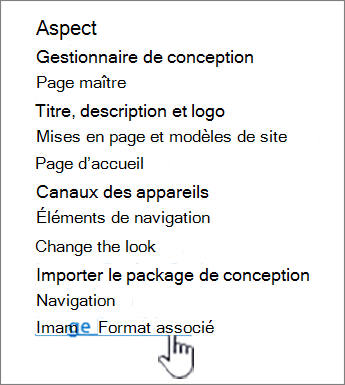 Aspect
Gestionnaire de conception
Page maître
Titre, description et logo
Mises en page et modèles de site
Page d’accueil
Canaux des appareils
Éléments de navigation
Change the look
Importer le package de conception
Navigation
Image Format associé